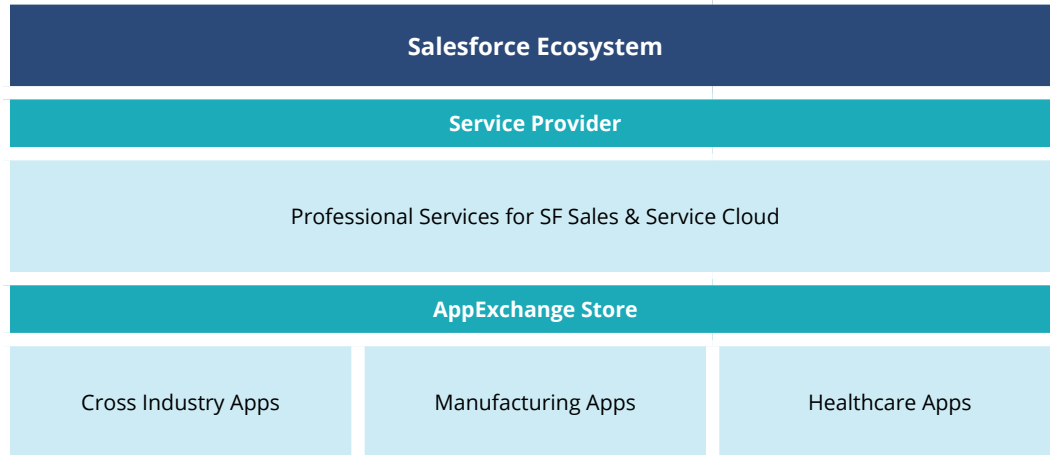 Salesforce Ecosystem
Service Provider
Professional Services for SF Sales & Service Cloud
AppExchange Store
Cross Industry Apps
Manufacturing Apps
Healthcare Apps